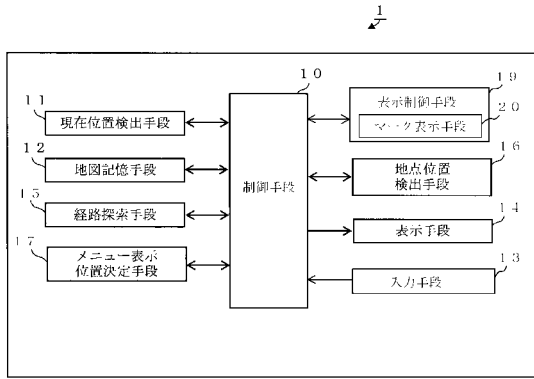 1
10
11
現在位置検出手段
12
地図記憶手段
15
経路探索手段
17
メニュー表示
位置決定手段
制御手段
19
表示制御手段
20
マーク表示手段
16
地点位置
検出手段
14
表示手段
13
入力手段